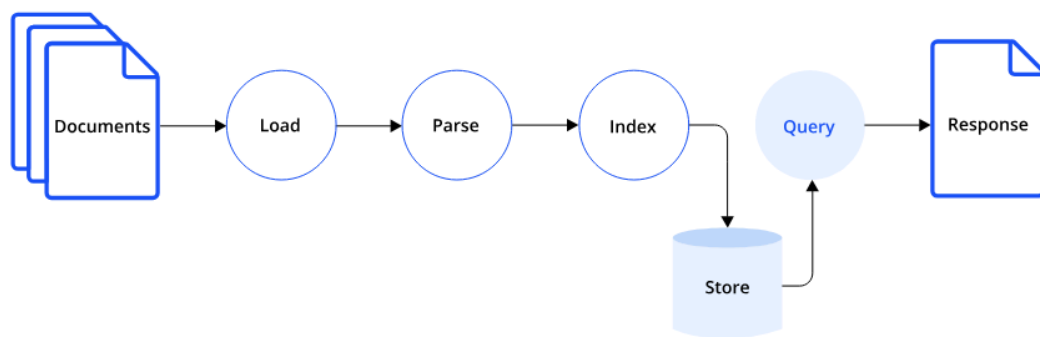 Documents
Load
Parse
Index
Query
Response
Store